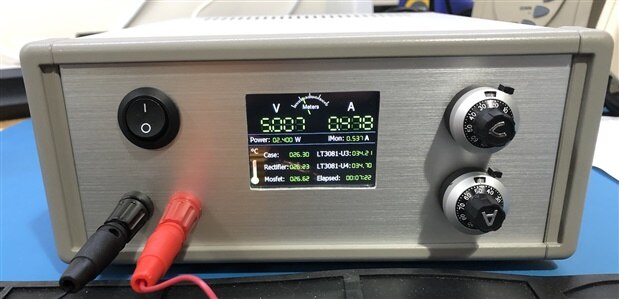 V Meters A
5.007 0.478
Power: 02.400 W IMon: 0.537 A
°C
Case: 026.30 LT3081-U3: 034.21
Rectifier: 026.23 LT3081-U4: 034.70
Mosfet: 026.62 Elapsed: 00:07:22
I
O
V
A